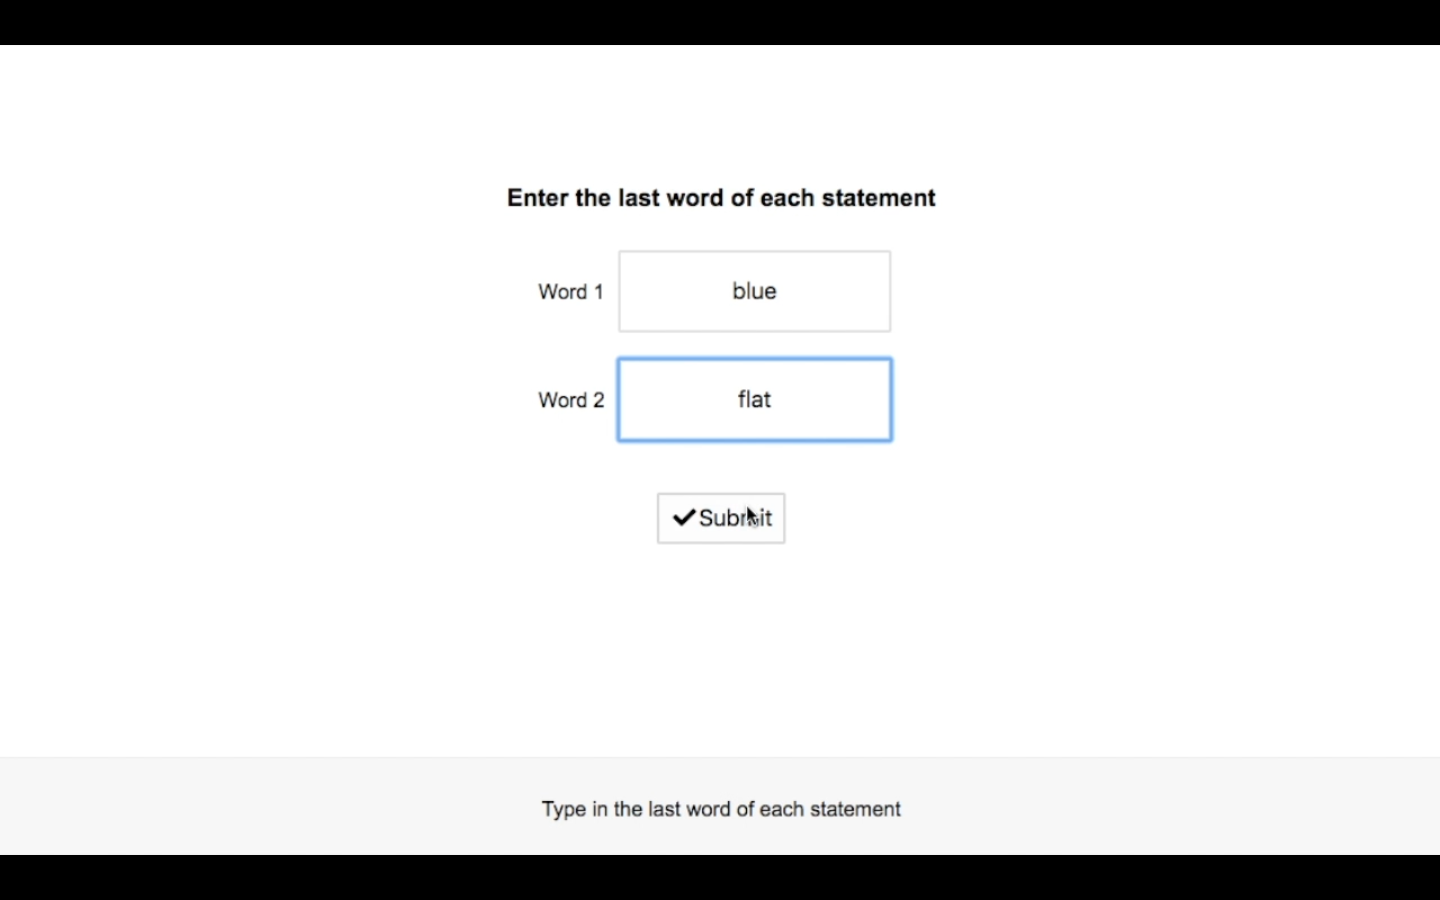 Enter the last word of each statement
Word 1 blue
Word 2 flat
Submit
Type in the last word of each statement